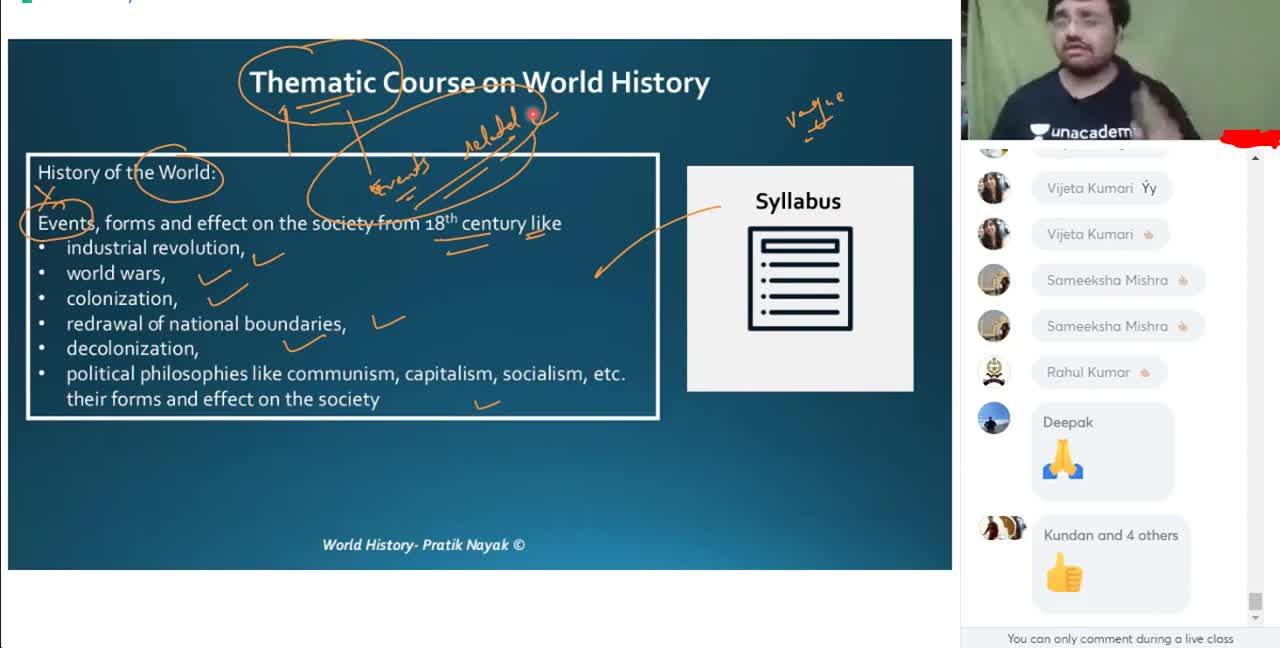 Thematic Course on World History
vague
Events related
History of the World:
Events, forms and effect on the society from 18th century like
• industrial revolution,
• world wars,
• colonization,
• redrawal of national boundaries,
• decolonization,
• political philosophies like communism, capitalism, socialism, etc.
their forms and effect on the society
Syllabus
World History- Pratik Nayak ©
unacadem
Vijeta Kumari Ýy
Vijeta Kumari 👍🏻
Sameeksha Mishra 👍🏻
Sameeksha Mishra 👍🏻
Rahul Kumar 👍🏻
Deepak
🙏
Kundan and 4 others
👍
You can only comment during a live class